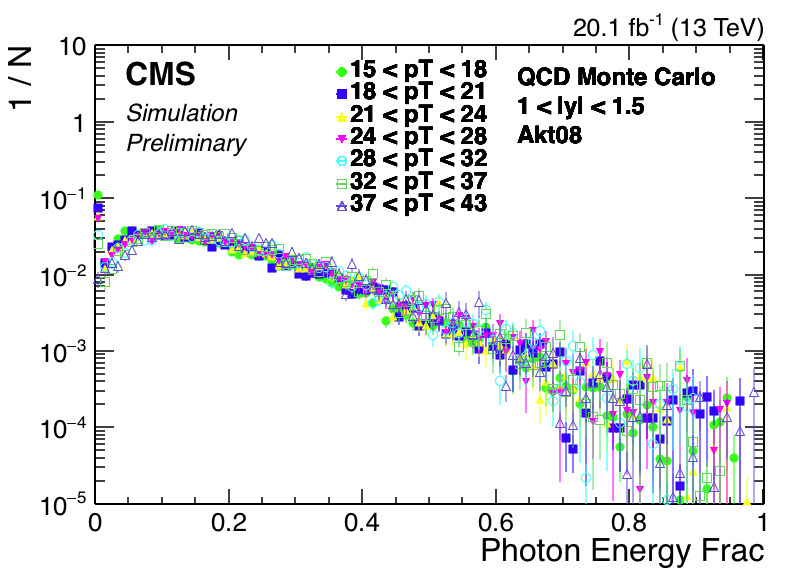 20.1 fb⁻¹ (13 TeV)
1 / N
10
1
10⁻¹
10⁻²
10⁻³
10⁻⁴
10⁻⁵
CMS
Simulation
Preliminary
15 < pT < 18
18 < pT < 21
21 < pT < 24
24 < pT < 28
28 < pT < 32
32 < pT < 37
37 < pT < 43
QCD Monte Carlo
1 < lyl < 1.5
Akt08
0 0.2 0.4 0.6 0.8 1
Photon Energy Frac